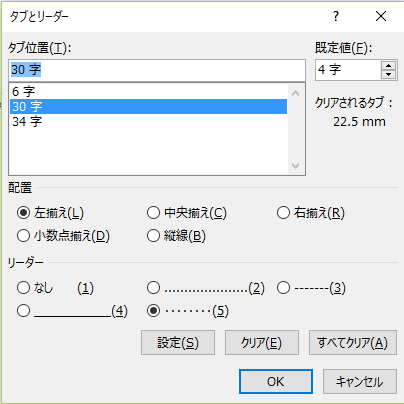 タブとリーダー ? ×
タブ位置(T): 既定値(F):
30 字 4 字
6 字
30 字
34 字
クリアされるタブ :
22.5 mm
配置
左揃え(L) 中央揃え(C) 右揃え(R)
小数点揃え(D) 縦線(B)
リーダー
なし (1) ....................(2) -------(3)
____________(4) ········(5)
設定(S) クリア(E) すべてクリア(A)
OK キャンセル